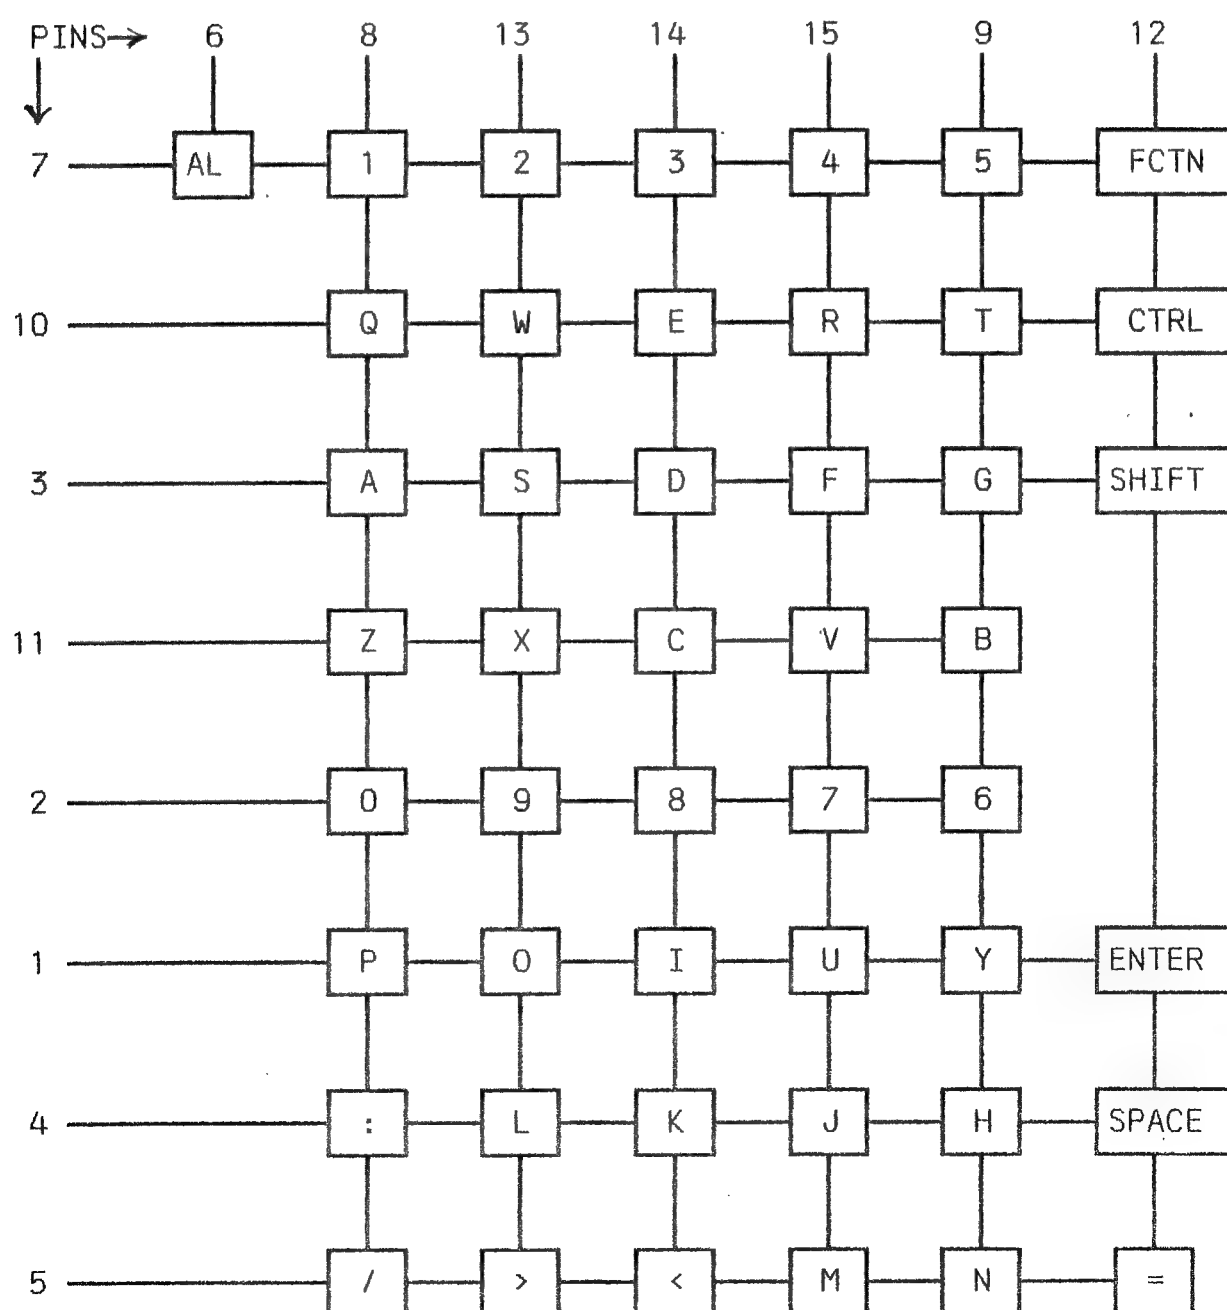 PINS→ 6 8 13 14 15 9 12
7 AL 1 2 3 4 5 FCTN
10 Q W E R T CTRL
3 A S D F G SHIFT
11 Z X C V B
2 0 9 8 7 6
1 P O I U Y ENTER
4 : L K J H SPACE
5 / > < M N =